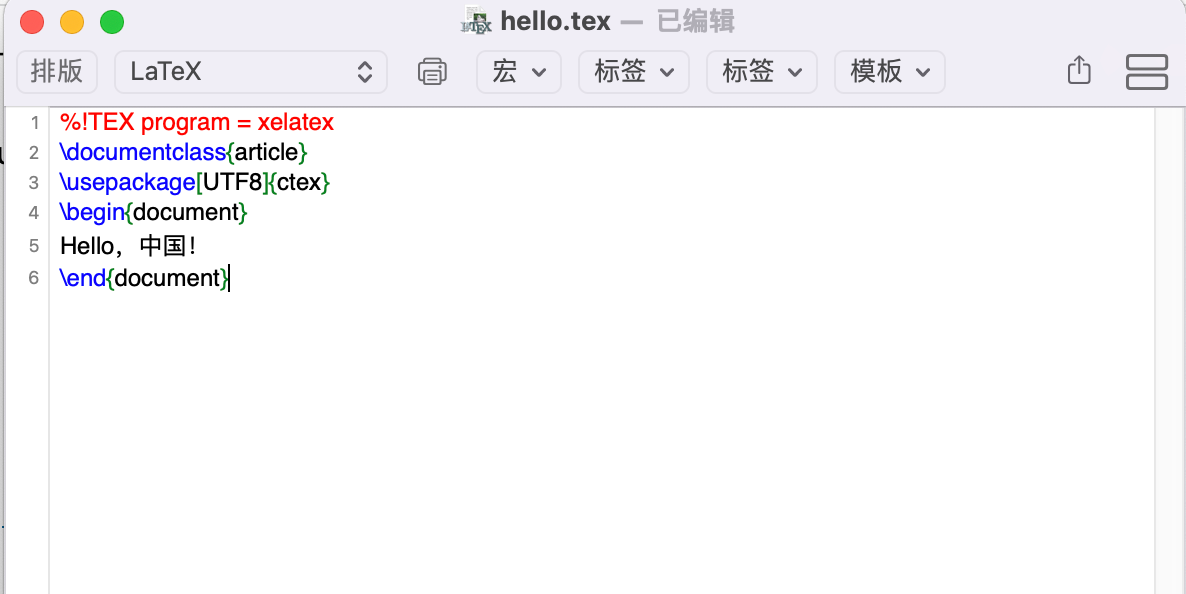 hello.tex — 已编辑
排版 LaTeX 宏 标签 标签 模板
1 %!TEX program = xelatex
2 \documentclass{article}
3 \usepackage[UTF8]{ctex}
4 \begin{document}
5 Hello，中国！
6 \end{document}